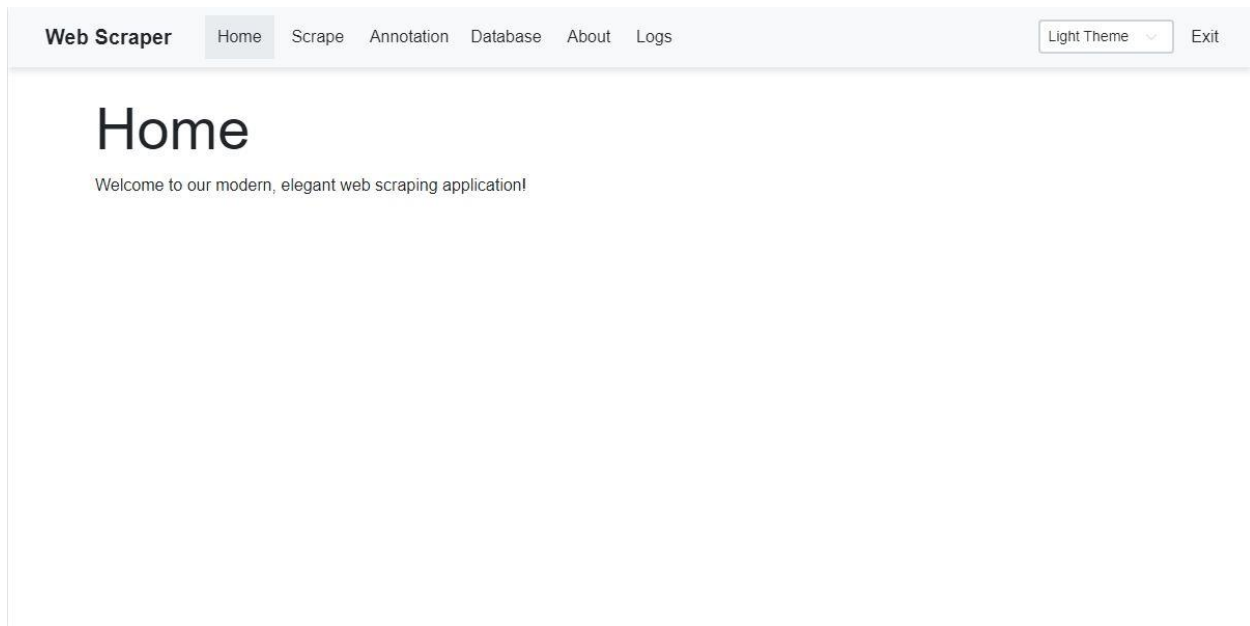 Web Scraper Home Scrape Annotation Database About Logs Light Theme Exit
Home
Welcome to our modern, elegant web scraping application!